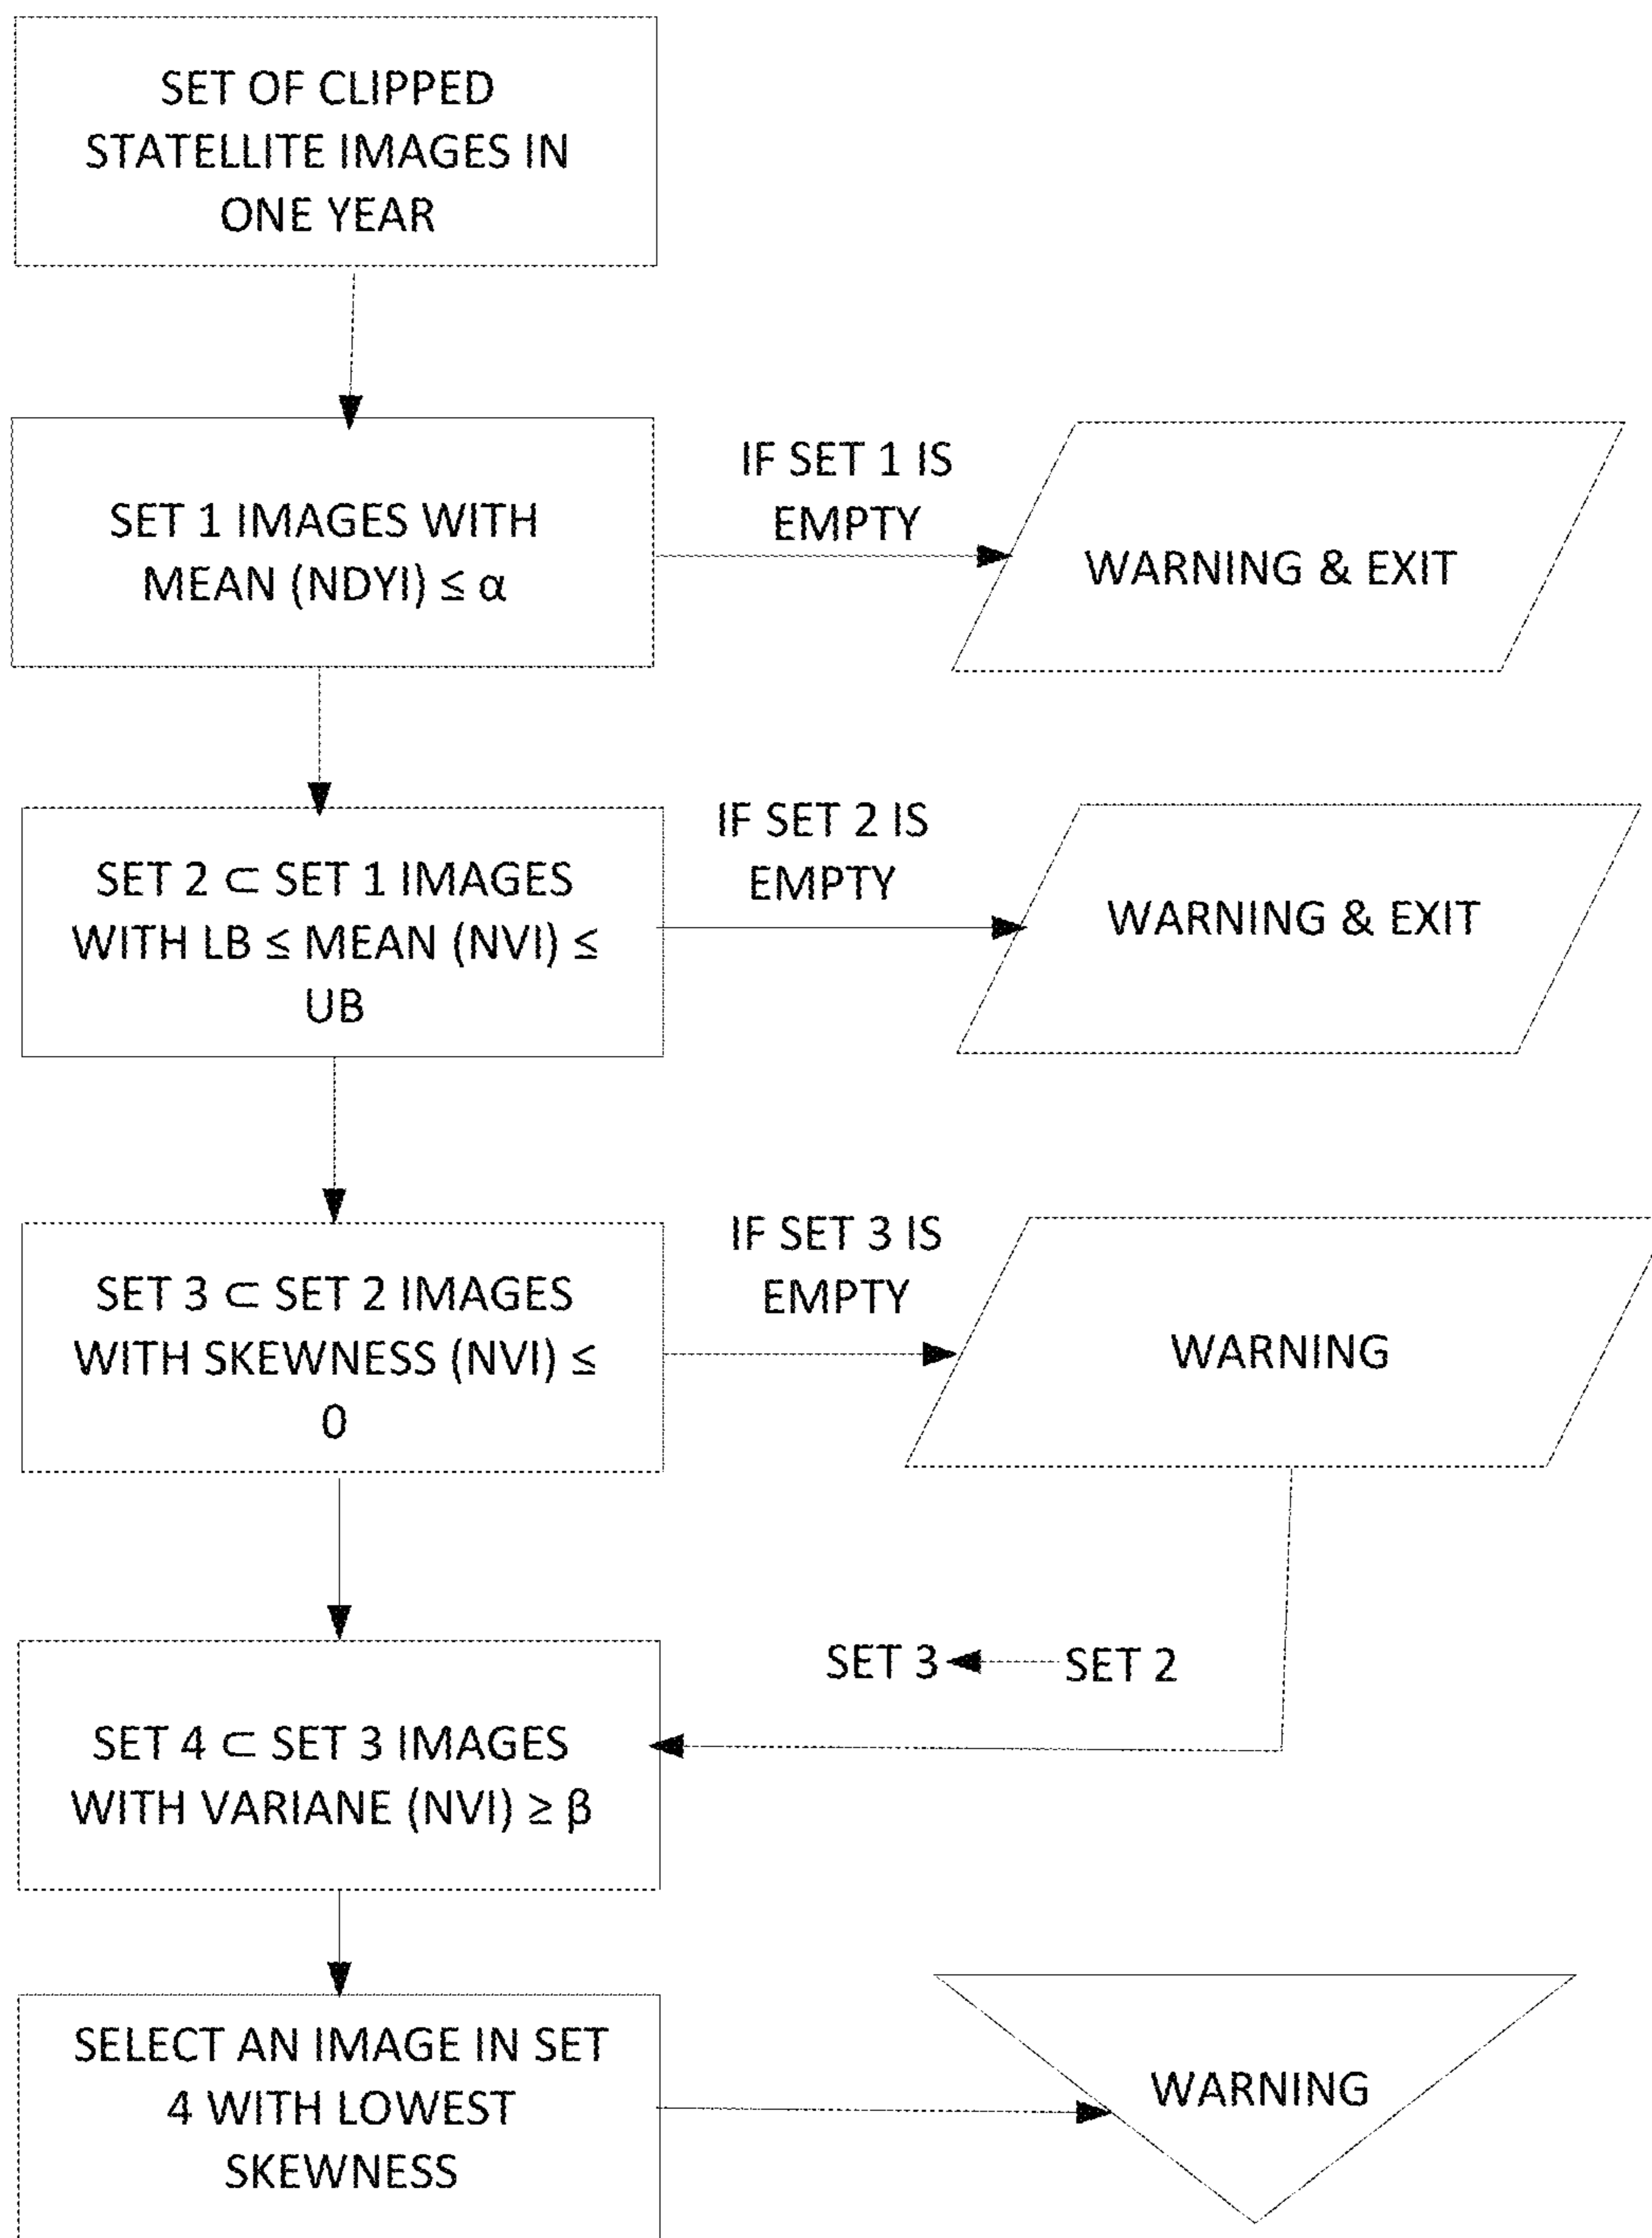 SET OF CLIPPED
STATELLITE IMAGES IN
ONE YEAR
SET 1 IMAGES WITH
MEAN (NDYI) ≤ α
IF SET 1 IS
EMPTY
WARNING & EXIT
SET 2 ⊂ SET 1 IMAGES
WITH LB ≤ MEAN (NVI) ≤
UB
IF SET 2 IS
EMPTY
WARNING & EXIT
SET 3 ⊂ SET 2 IMAGES
WITH SKEWNESS (NVI) ≤
0
IF SET 3 IS
EMPTY
WARNING
SET 3 SET 2
SET 4 ⊂ SET 3 IMAGES
WITH VARIANE (NVI) ≥ β
SELECT AN IMAGE IN SET
4 WITH LOWEST
SKEWNESS
WARNING